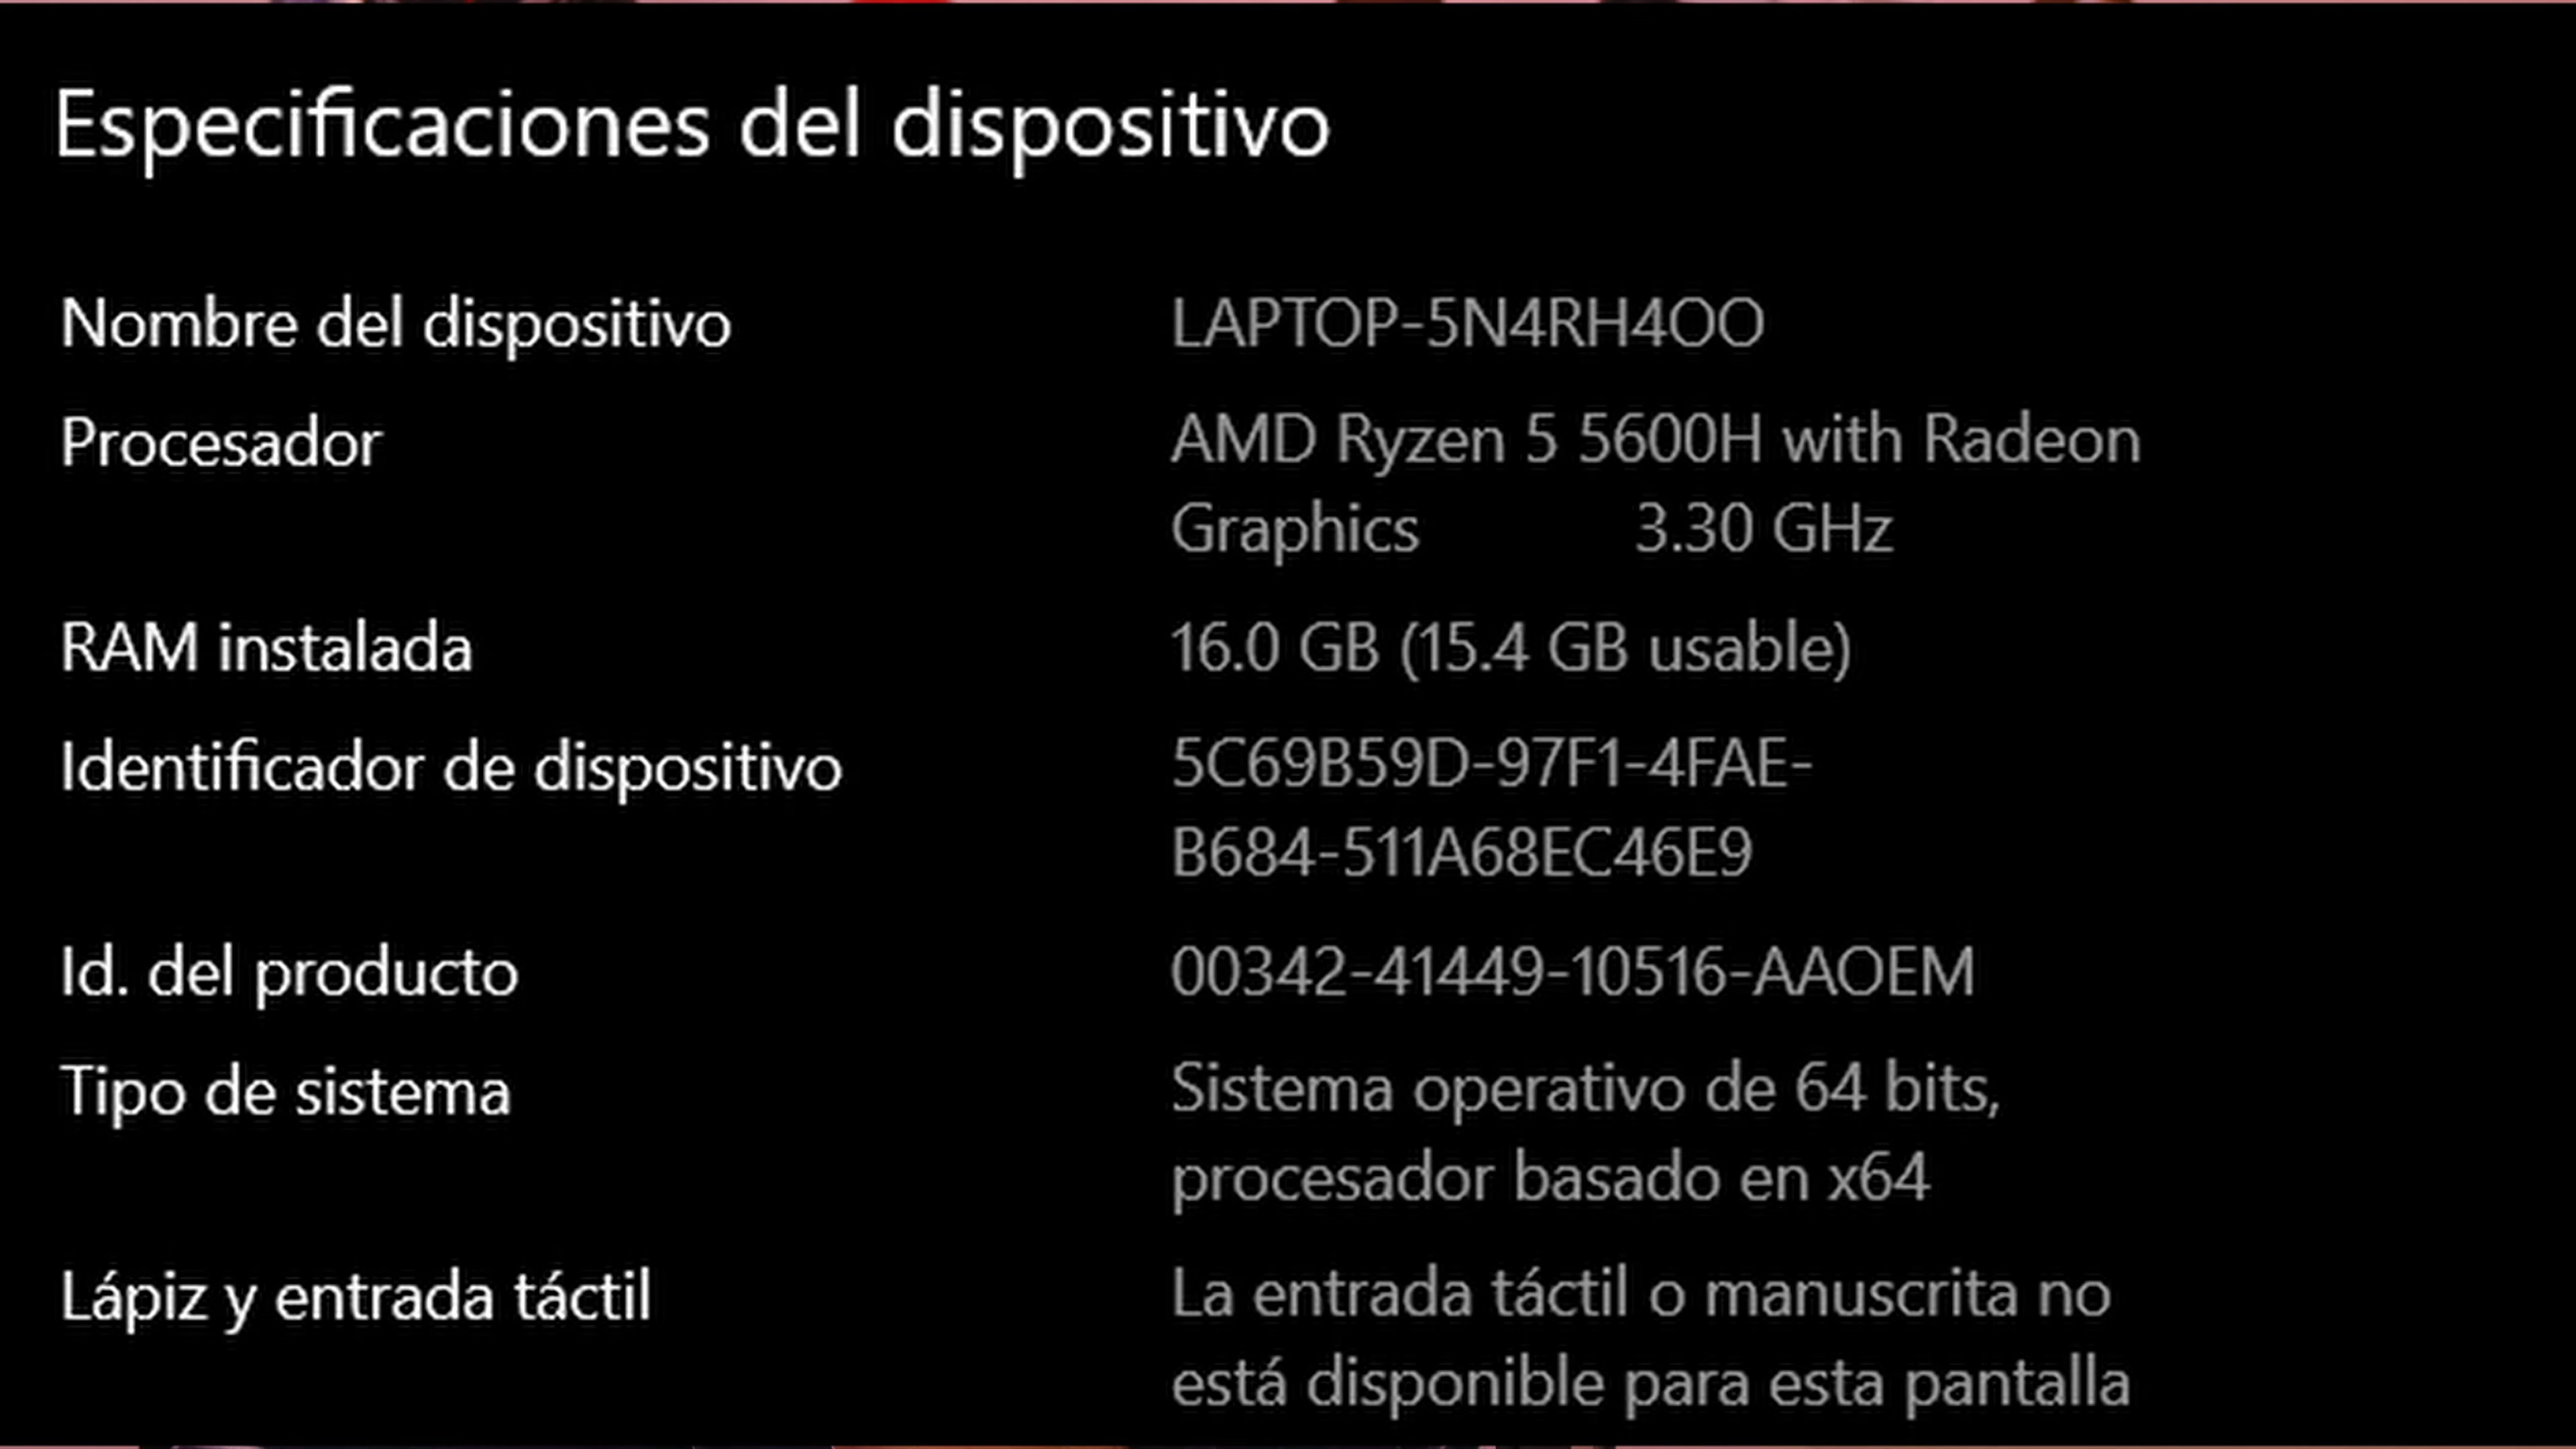 Especificaciones del dispositivo
Nombre del dispositivo LAPTOP-5N4RH4OO
Procesador AMD Ryzen 5 5600H with Radeon
Graphics 3.30 GHz
RAM instalada 16.0 GB (15.4 GB usable)
Identificador de dispositivo 5C69B59D-97F1-4FAE-
B684-511A68EC46E9
Id. del producto 00342-41449-10516-AAOEM
Tipo de sistema Sistema operativo de 64 bits,
procesador basado en x64
Lápiz y entrada táctil La entrada táctil o manuscrita no
está disponible para esta pantalla